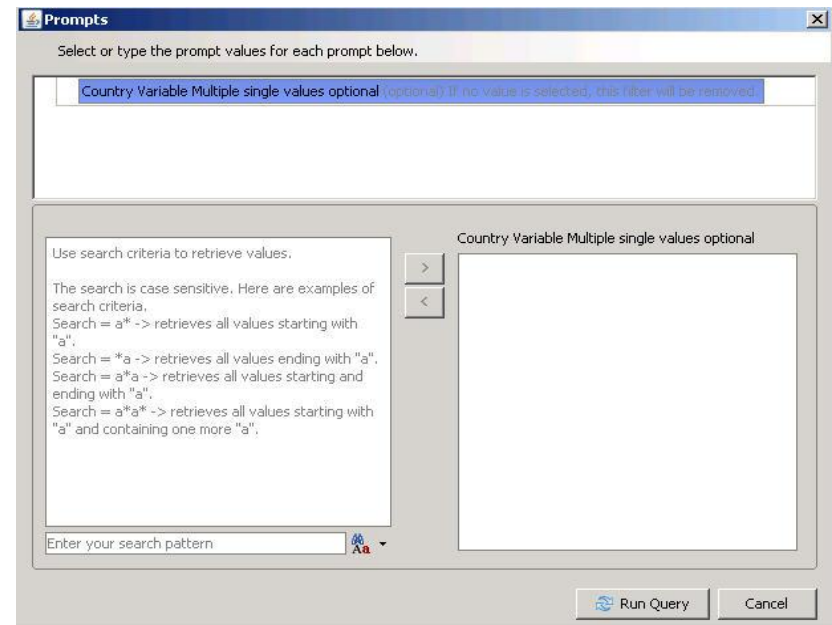 Prompts
Select or type the prompt values for each prompt below.
Country Variable Multiple single values optional (optional) If no value is selected, this filter will be removed.
Country Variable Multiple single values optional
Use search criteria to retrieve values.
The search is case sensitive. Here are examples of
search criteria.
Search = a* -> retrieves all values starting with
"a".
Search = *a -> retrieves all values ending with "a".
Search = a*a -> retrieves all values starting and
ending with "a".
Search = a*a* -> retrieves all values starting with
"a" and containing one more "a".
>
<
Enter your search pattern
Aa
Run Query
Cancel